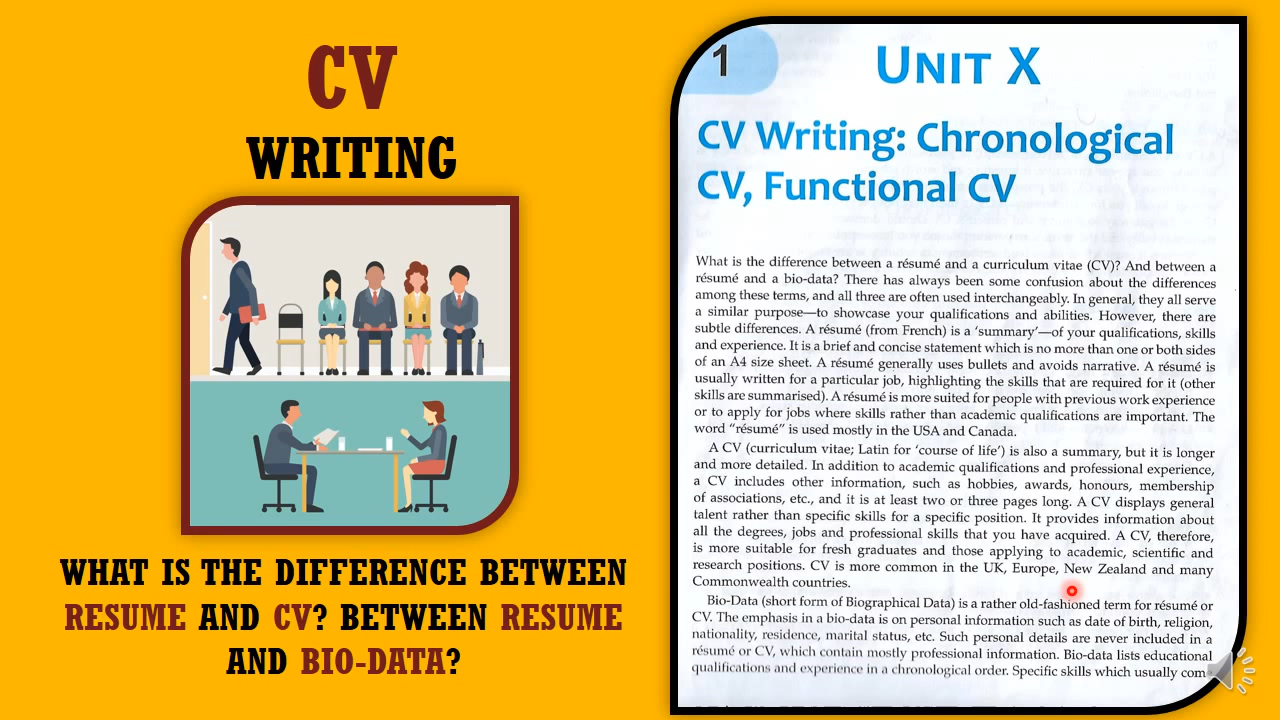 CV
WRITING
WHAT IS THE DIFFERENCE BETWEEN
RESUME AND CV? BETWEEN RESUME
AND BIO-DATA?
1
UNIT X
CV Writing: Chronological
CV, Functional CV
What is the difference between a résumé and a curriculum vitae (CV)? And between a
résumé and a bio-data? There has always been some confusion about the differences
among these terms, and all three are often used interchangeably. In general, they all serve
a similar purpose—to showcase your qualifications and abilities. However, there are
subtle differences. A résumé (from French) is a 'summary'—of your qualifications, skills
and experience. It is a brief and concise statement which is no more than one or both sides
of an A4 size sheet. A résumé generally uses bullets and avoids narrative. A résumé is
usually written for a particular job, highlighting the skills that are required for it (other
skills are summarised). A résumé is more suited for people with previous work experience
or to apply for jobs where skills rather than academic qualifications are important. The
word "résumé" is used mostly in the USA and Canada.
A CV (curriculum vitae; Latin for 'course of life') is also a summary, but it is longer
and more detailed. In addition to academic qualifications and professional experience,
a CV includes other information, such as hobbies, awards, honours, membership
of associations, etc., and it is at least two or three pages long. A CV displays general
talent rather than specific skills for a specific position. It provides information about
all the degrees, jobs and professional skills that you have acquired. A CV, therefore,
is more suitable for fresh graduates and those applying to academic, scientific and
research positions. CV is more common in the UK, Europe, New Zealand and many
Commonwealth countries.
Bio-Data (short form of Biographical Data) is a rather old-fashioned term for résumé or
CV. The emphasis in a bio-data is on personal information such as date of birth, religion,
nationality, residence, marital status, etc. Such personal details are never included in a
résumé or CV, which contain mostly professional information. Bio-data lists educational
qualifications and experience in a chronological order. Specific skills which usually com-